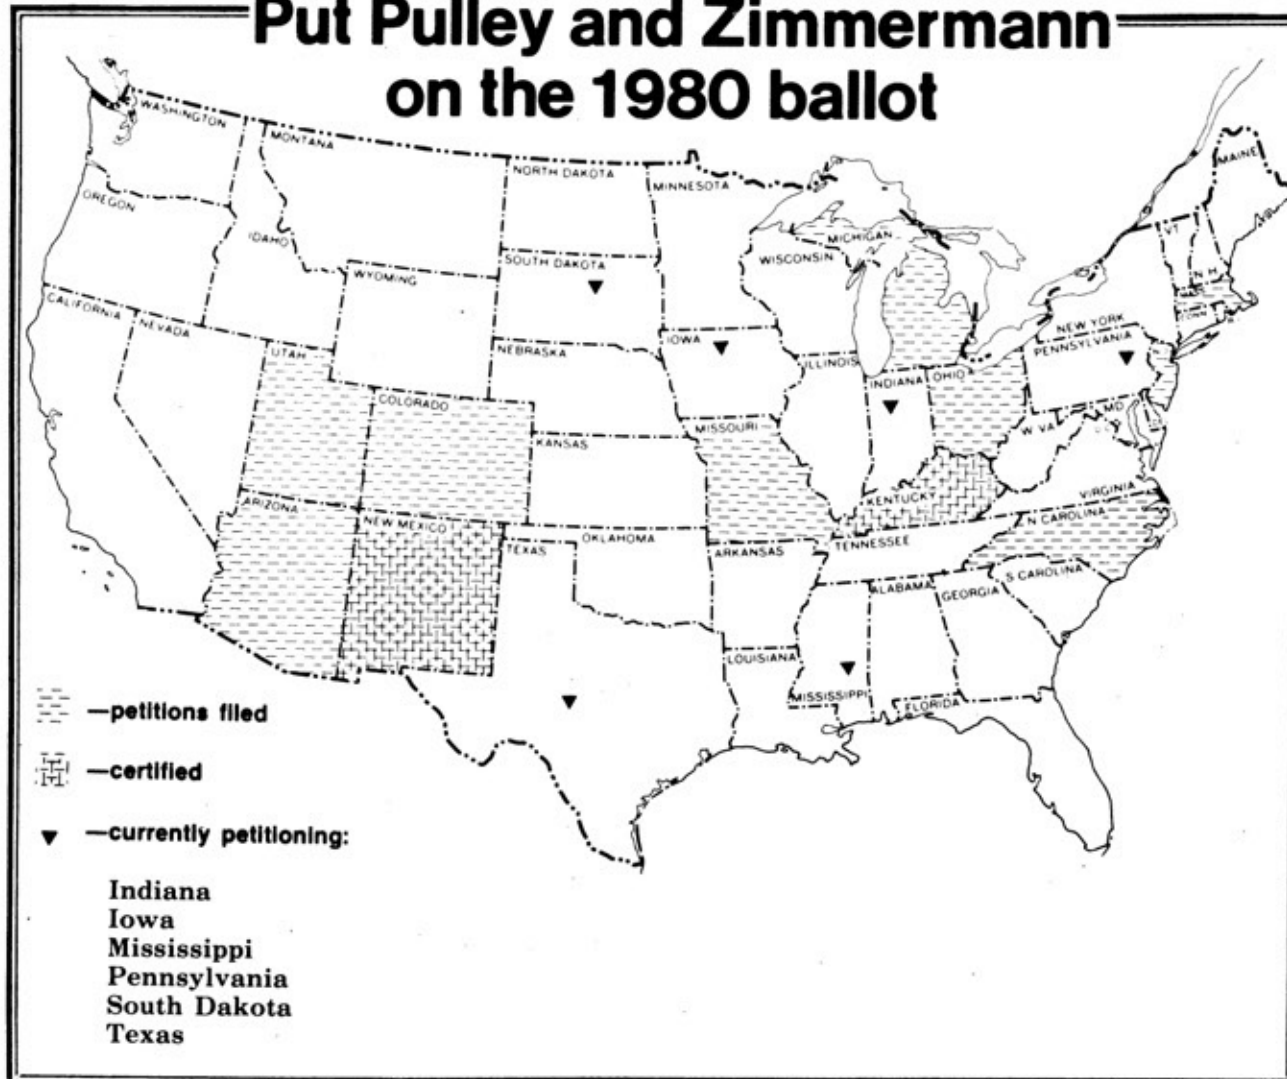 Put Pulley and Zimmermann
on the 1980 ballot
WASHINGTON
MONTANA
NORTH DAKOTA
MINNESOTA
MAINE
OREGON
IDAHO
MICHIGAN
VT
WISCONSIN
SOUTH DAKOTA
WYOMING
N H
MASS
CALIFORNIA
NEVADA
CONN
NEW YORK
PENNSYLVANIA
IOWA
UTAH
NEBRASKA
ILLINOIS
INDIANA
OHIO
COLORADO
MD
MISSOURI
W VA
KANSAS
KENTUCKY
VIRGINIA
ARIZONA
NEW MEXICO
N CAROLINA
TEXAS
OKLAHOMA
ARKANSAS
TENNESSEE
S CAROLINA
ALABAMA
GEORGIA
LOUISIANA
MISSISSIPPI
FLORIDA
—petitions filed
—certified
—currently petitioning:
Indiana
Iowa
Mississippi
Pennsylvania
South Dakota
Texas